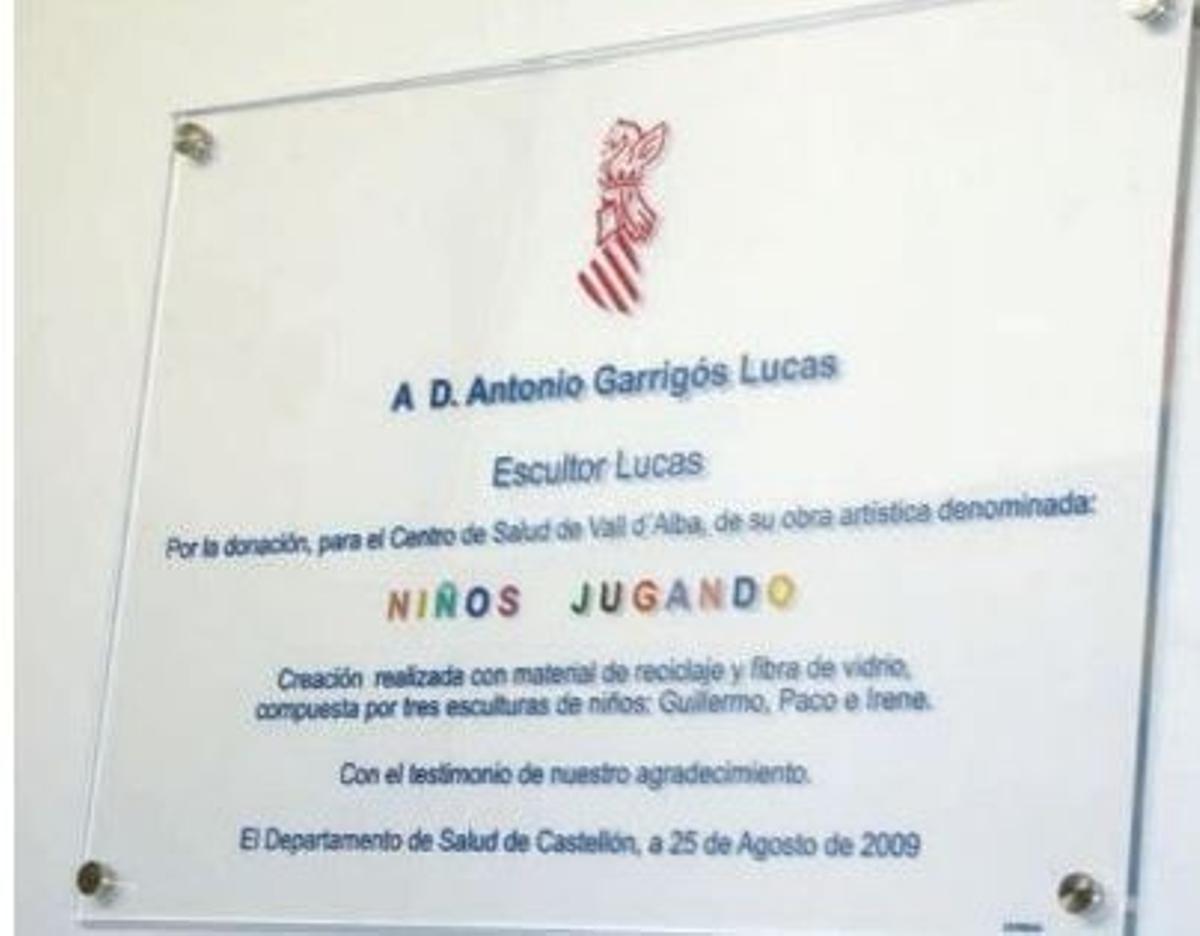 A D. Antonio Garrigós Lucas
Escultor Lucas
Por la donación, para el Centro de Salud de Vall d´Alba, de su obra artística denominada:
NIÑOS JUGANDO
Creación realizada con material de reciclaje y fibra de vidrio,
compuesta por tres esculturas de niños: Guillermo, Paco e Irene.
Con el testimonio de nuestro agradecimiento.
El Departamento de Salud de Castellón, a 25 de Agosto de 2009